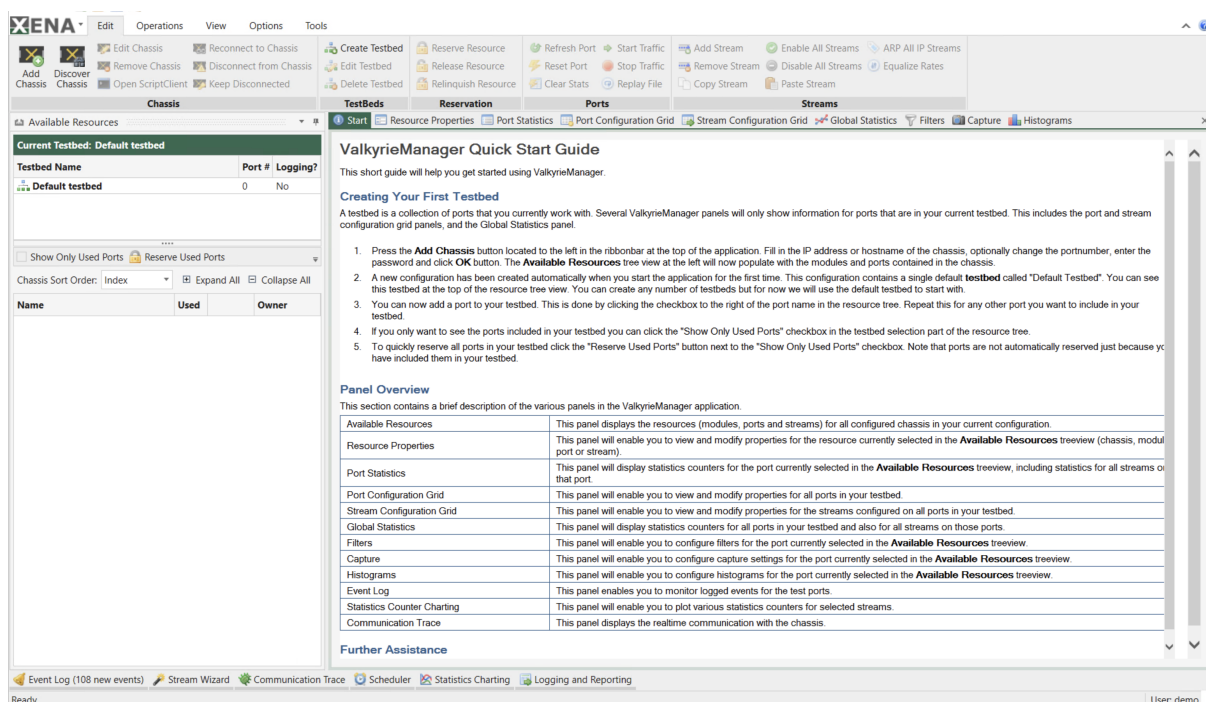 XENA
Edit Operations View Options Tools
Add Chassis
Discover Chassis
Edit Chassis
Remove Chassis
Open ScriptClient
Reconnect to Chassis
Disconnect from Chassis
Keep Disconnected
Chassis
Create Testbed
Edit Testbed
Delete Testbed
TestBeds
Reserve Resource
Release Resource
Relinquish Resource
Reservation
Refresh Port
Reset Port
Clear Stats
Start Traffic
Stop Traffic
Replay File
Ports
Add Stream
Remove Stream
Copy Stream
Enable All Streams
Disable All Streams
Paste Stream
ARP All IP Streams
Equalize Rates
Streams
Available Resources
Current Testbed: Default testbed
Testbed Name Port # Logging?
Default testbed 0 No
Show Only Used Ports Reserve Used Ports
Chassis Sort Order: Index Expand All Collapse All
Name Used Owner
Start Resource Properties Port Statistics Port Configuration Grid Stream Configuration Grid Global Statistics Filters Capture Histograms
ValkyrieManager Quick Start Guide
This short guide will help you get started using ValkyrieManager.
Creating Your First Testbed
A testbed is a collection of ports that you currently work with. Several ValkyrieManager panels will only show information for ports that are in your current testbed. This includes the port and stream
configuration grid panels, and the Global Statistics panel.
1. Press the Add Chassis button located to the left in the ribbonbar at the top of the application. Fill in the IP address or hostname of the chassis, optionally change the portnumber, enter the
password and click OK button. The Available Resources tree view at the left will now populate with the modules and ports contained in the chassis.
2. A new configuration has been created automatically when you start the application for the first time. This configuration contains a single default testbed called "Default Testbed". You can see
this testbed at the top of the resource tree view. You can create any number of testbeds but for now we will use the default testbed to start with.
3. You can now add a port to your testbed. This is done by clicking the checkbox to the right of the port name in the resource tree. Repeat this for any other port you want to include in your
testbed.
4. If you only want to see the ports included in your testbed you can click the "Show Only Used Ports" checkbox in the testbed selection part of the resource tree.
5. To quickly reserve all ports in your testbed click the "Reserve Used Ports" button next to the "Show Only Used Ports" checkbox. Note that ports are not automatically reserved just because yo
have included them in your testbed.
Panel Overview
This section contains a brief description of the various panels in the ValkyrieManager application.
Available Resources This panel displays the resources (modules, ports and streams) for all configured chassis in your current configuration.
Resource Properties This panel will enable you to view and modify properties for the resource currently selected in the Available Resources treeview (chassis, modul
port or stream).
Port Statistics This panel will display statistics counters for the port currently selected in the Available Resources treeview, including statistics for all streams o
that port.
Port Configuration Grid This panel will enable you to view and modify properties for all ports in your testbed.
Stream Configuration Grid This panel will enable you to view and modify properties for the streams configured on all ports in your testbed.
Global Statistics This panel will display statistics counters for all ports in your testbed and also for all streams on those ports.
Filters This panel will enable you to configure filters for the port currently selected in the Available Resources treeview.
Capture This panel will enable you to configure capture settings for the port currently selected in the Available Resources treeview.
Histograms This panel will enable you to configure histograms for the port currently selected in the Available Resources treeview.
Event Log This panel enables you to monitor logged events for the test ports.
Statistics Counter Charting This panel will enable you to plot various statistics counters for selected streams.
Communication Trace This panel displays the realtime communication with the chassis.
Further Assistance
Event Log (108 new events) Stream Wizard Communication Trace Scheduler Statistics Charting Logging and Reporting
Ready User: demo